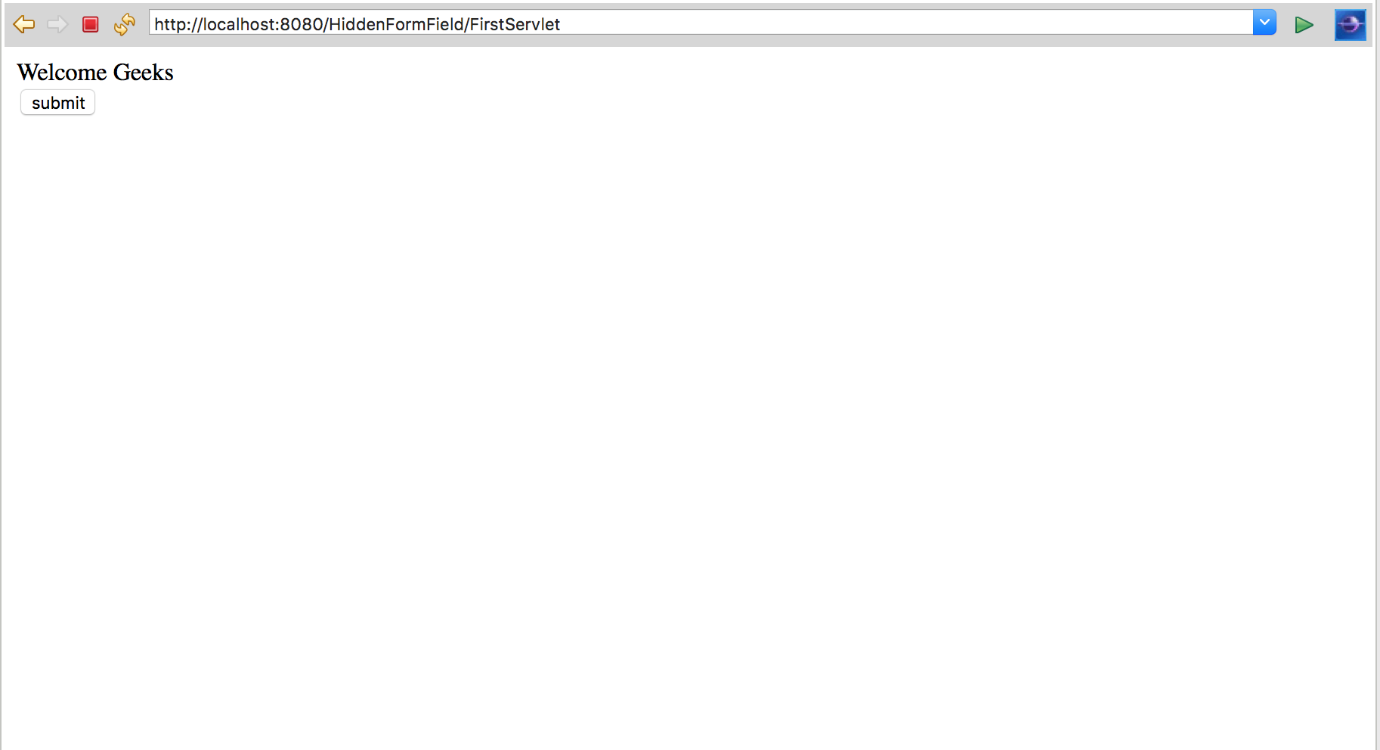 http://localhost:8080/HiddenFormField/FirstServlet
Welcome Geeks
submit